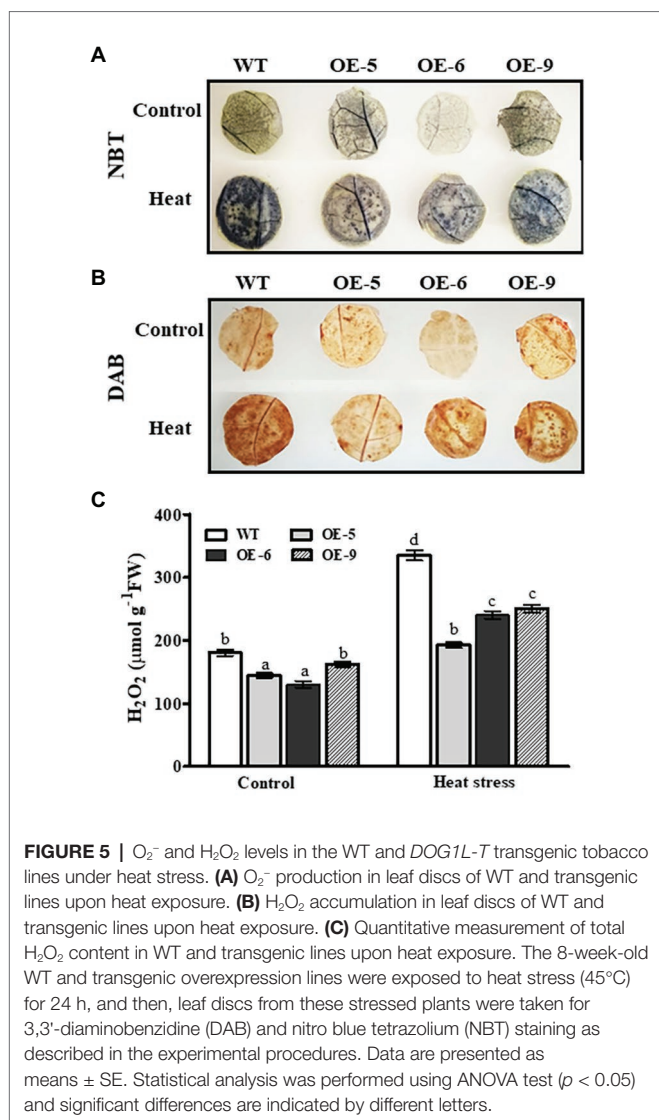 A
WT OE-5 OE-6 OE-9
Control
NBT
Heat
B
WT OE-5 OE-6 OE-9
Control
DAB
Heat
C
H₂O₂ (μmol g⁻¹FW)
400
300
200
100
0
WT OE-5
OE-6 OE-9
b a a b
d b c c
Control Heat stress
FIGURE 5 | O₂⁻ and H₂O₂ levels in the WT and DOG1L-T transgenic tobacco
lines under heat stress. (A) O₂⁻ production in leaf discs of WT and transgenic
lines upon heat exposure. (B) H₂O₂ accumulation in leaf discs of WT and
transgenic lines upon heat exposure. (C) Quantitative measurement of total
H₂O₂ content in WT and transgenic lines upon heat exposure. The 8-week-old
WT and transgenic overexpression lines were exposed to heat stress (45°C)
for 24 h, and then, leaf discs from these stressed plants were taken for
3,3'-diaminobenzidine (DAB) and nitro blue tetrazolium (NBT) staining as
described in the experimental procedures. Data are presented as
means ± SE. Statistical analysis was performed using ANOVA test (p < 0.05)
and significant differences are indicated by different letters.